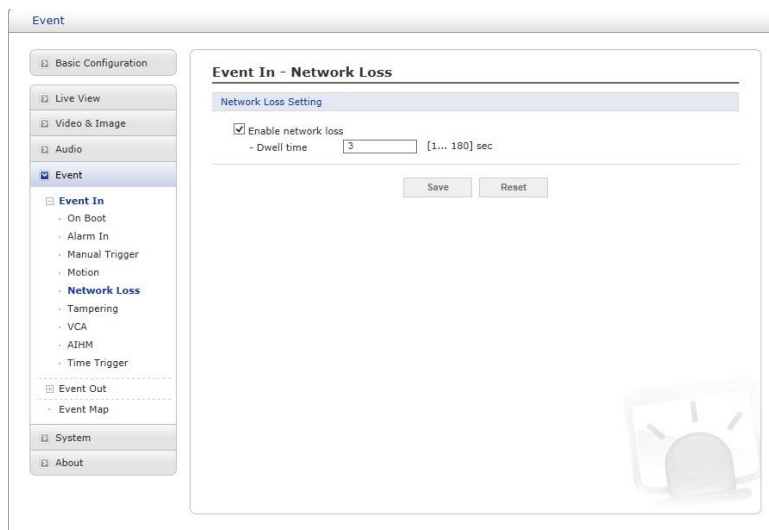 Event
Basic Configuration
Live View
Video & Image
Audio
Event
Event In
On Boot
Alarm In
Manual Trigger
Motion
Network Loss
Tampering
VCA
AIHM
Time Trigger
Event Out
Event Map
System
About
Event In - Network Loss
Network Loss Setting
Enable network loss
- Dwell time 3 [1... 180] sec
Save Reset